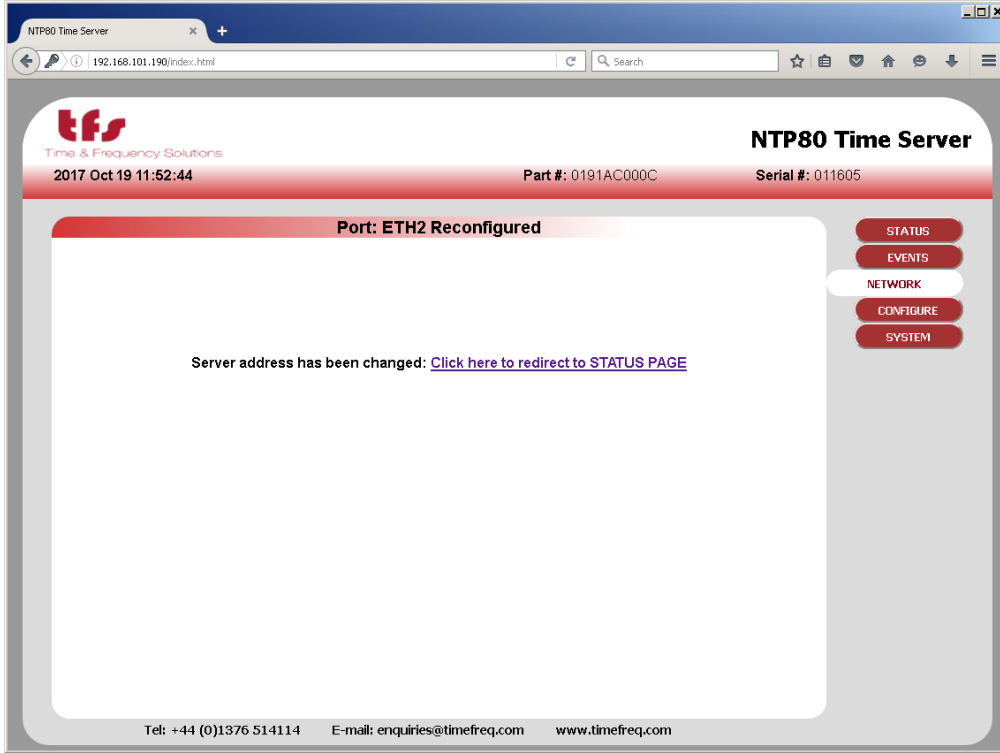 NTP80 Time Server
192.168.101.190/index.html
Search
tfs
Time & Frequency Solutions
NTP80 Time Server
2017 Oct 19 11:52:44 Part #: 0191AC000C Serial #: 011605
Port: ETH2 Reconfigured
STATUS
EVENTS
NETWORK
CONFIGURE
SYSTEM
Server address has been changed: Click here to redirect to STATUS PAGE
Tel: +44 (0)1376 514114 E-mail: enquiries@timefreq.com www.timefreq.com